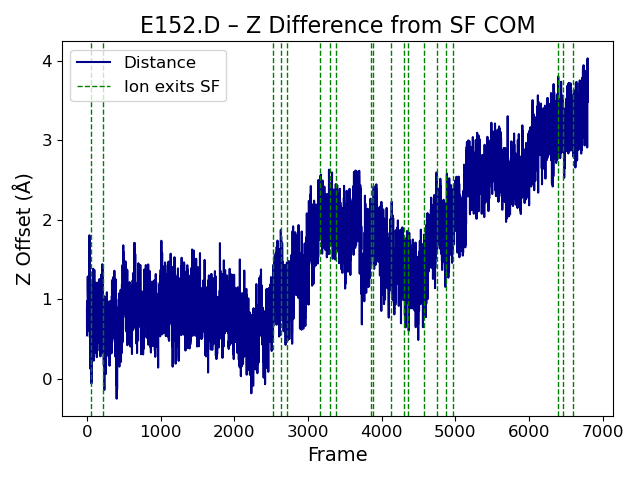 E152.D – Z Difference from SF COM
Distance
Ion exits SF
Z Offset (Å)
4
3
2
1
0
0 1000 2000 3000 4000 5000 6000 7000
Frame